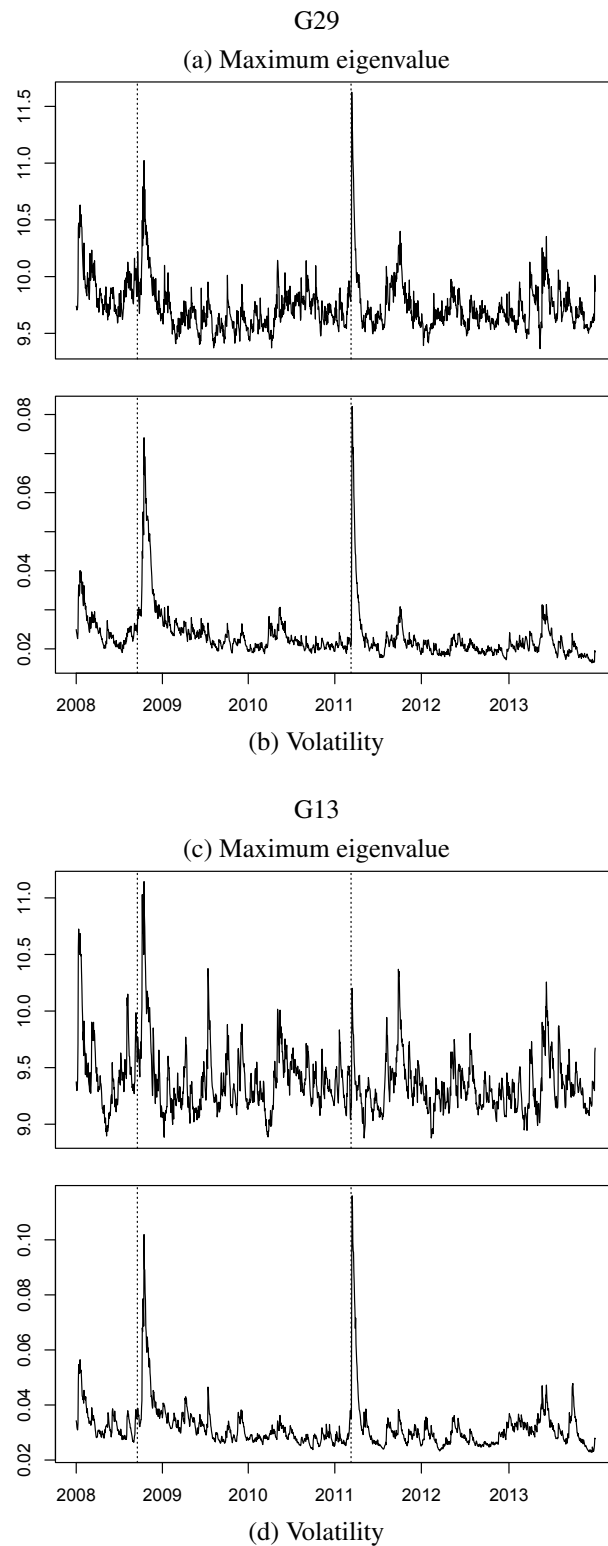 G29
(a) Maximum eigenvalue
11.5
11.0
10.5
10.0
9.5
0.08
0.06
0.04
0.02
2008 2009 2010 2011 2012 2013
(b) Volatility
G13
(c) Maximum eigenvalue
11.0
10.5
10.0
9.5
9.0
0.10
0.08
0.06
0.04
0.02
2008 2009 2010 2011 2012 2013
(d) Volatility